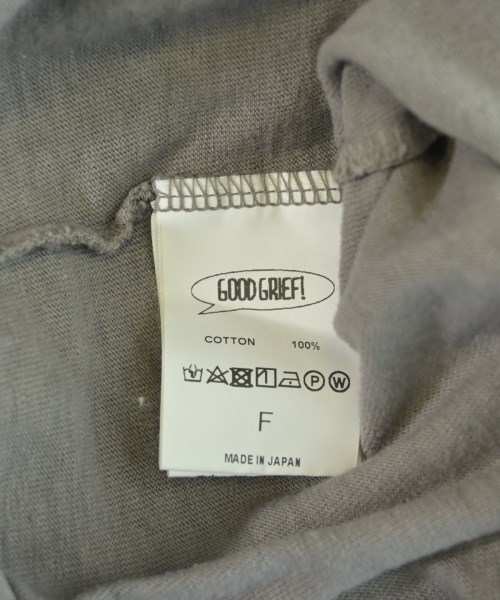 GOOD GRIEF!
COTTON 100%
P W
F
MADE IN JAPAN